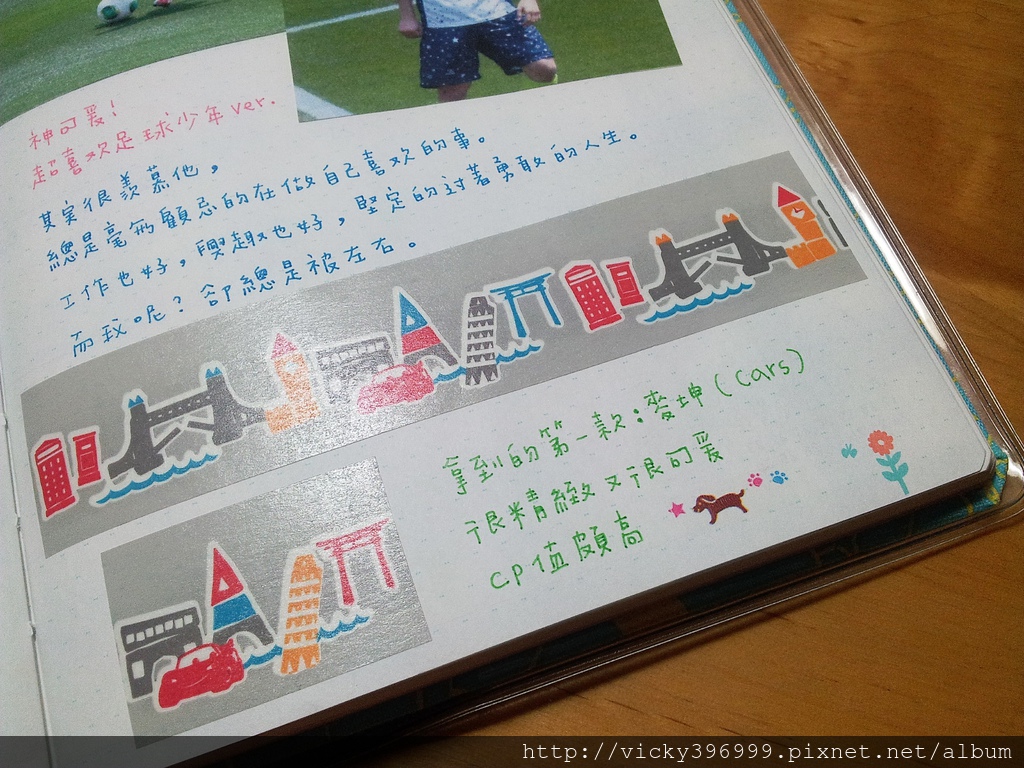 神可愛！
超喜欢足球少年ver.
其实很羨慕他，
總是毫無顧忌的在做自己喜欢的事。
工作也好，興趣也好，堅定的过著勇敢的人生。
而我呢？卻總是被左右。
拿到的第一款：麥坤(Cars)
很精緻又很可愛
CP值頗高
http://vicky396999.pixnet.net/album